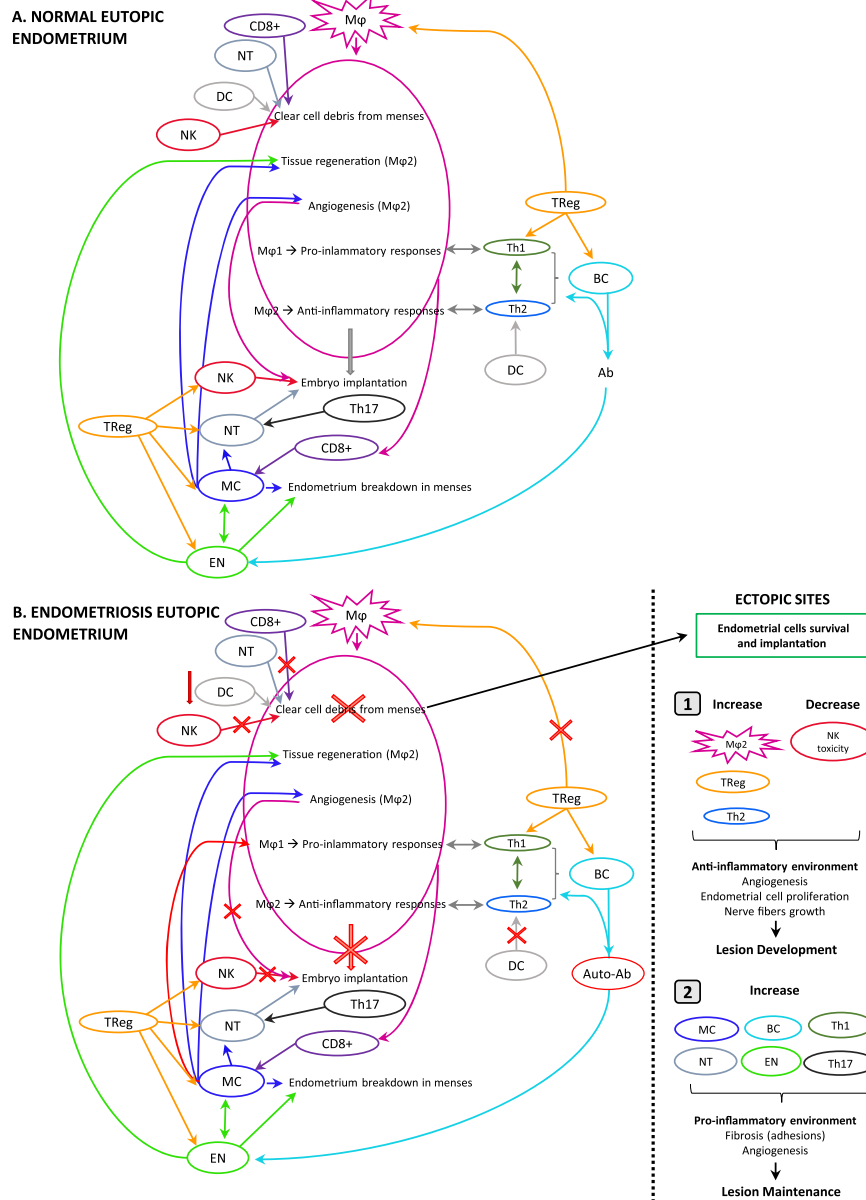 A. NORMAL EUTOPIC
ENDOMETRIUM
CD8+
Mφ
NT
DC
Clear cell debris from menses
NK
Tissue regeneration (Mφ2)
Angiogenesis (Mφ2)
TReg
Mφ1 → Pro-inlammatory responses
Th1
BC
Mφ2 → Anti-inflammatory responses
Th2
DC
Ab
NK
Embryo implantation
Th17
TReg
NT
CD8+
MC
Endometrium breakdown in menses
EN
B. ENDOMETRIOSIS EUTOPIC
ENDOMETRIUM
CD8+
Mφ
NT
DC
Clear cell debris from menses
NK
Tissue regeneration (Mφ2)
Angiogenesis (Mφ2)
TReg
Mφ1 → Pro-inlammatory responses
Th1
BC
Mφ2 → Anti-inflammatory responses
Th2
DC
Auto-Ab
NK
Embryo implantation
Th17
TReg
NT
CD8+
MC
Endometrium breakdown in menses
EN
ECTOPIC SITES
Endometrial cells survival
and implantation
1
Increase
Decrease
Mφ2
NK
toxicity
TReg
Th2
Anti-inflammatory environment
Angiogenesis
Endometrial cell proliferation
Nerve fibers growth
Lesion Development
2
Increase
MC
BC
Th1
NT
EN
Th17
Pro-inflammatory environment
Fibrosis (adhesions)
Angiogenesis
Lesion Maintenance